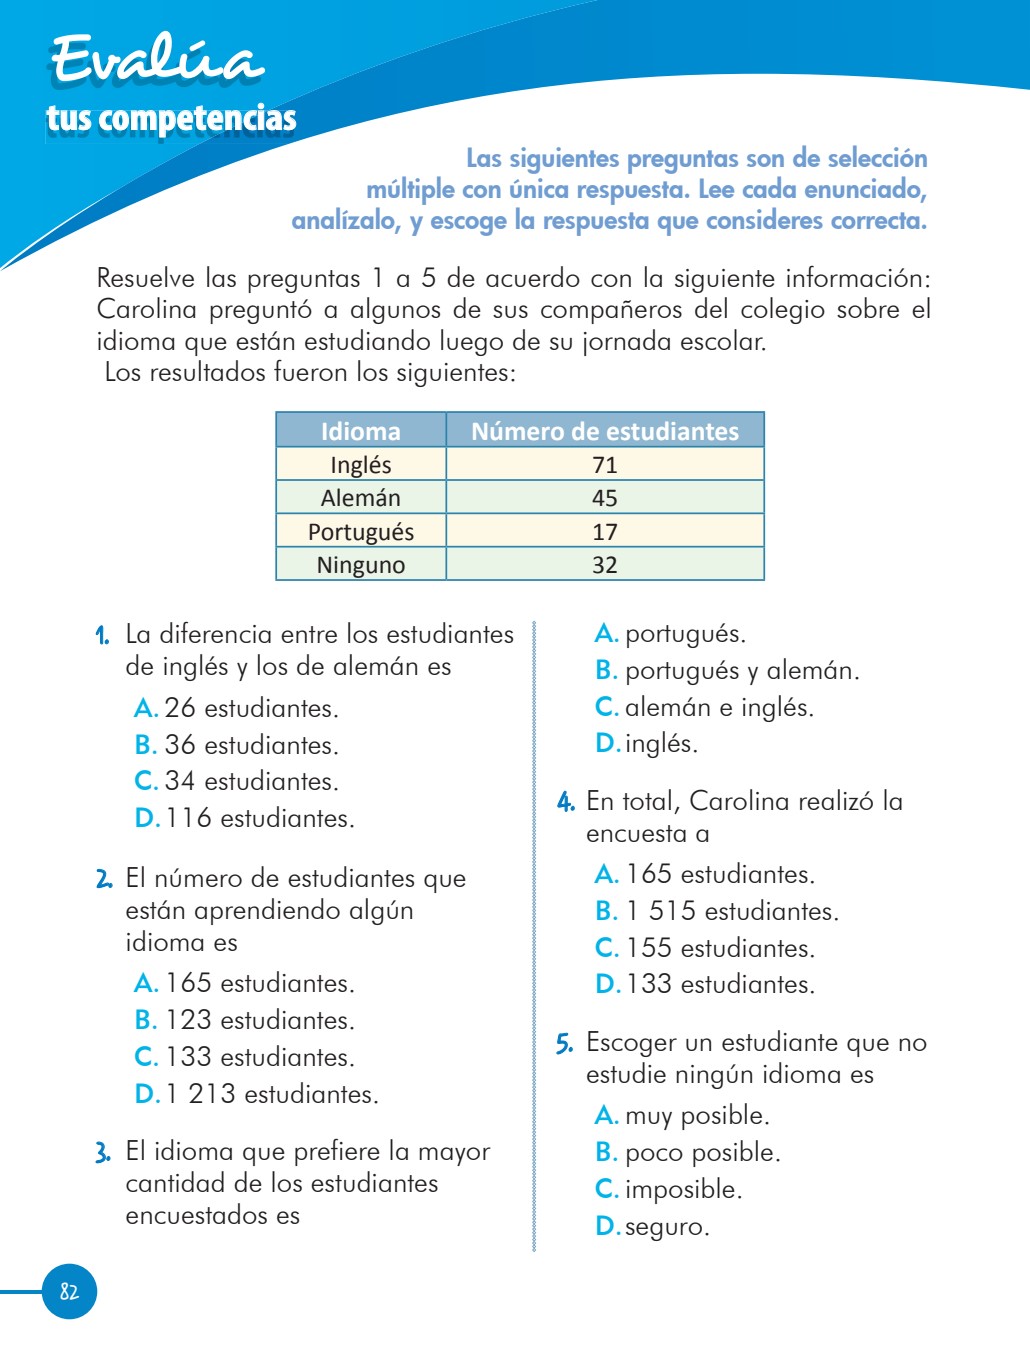 Evalúa
tus competencias
Las siguientes preguntas son de selección
múltiple con única respuesta. Lee cada enunciado,
analízalo, y escoge la respuesta que consideres correcta.
Resuelve las preguntas 1 a 5 de acuerdo con la siguiente información:
Carolina preguntó a algunos de sus compañeros del colegio sobre el
idioma que están estudiando luego de su jornada escolar.
Los resultados fueron los siguientes:
Idioma Número de estudiantes
Inglés 71
Alemán 45
Portugués 17
Ninguno 32
1. La diferencia entre los estudiantes
de inglés y los de alemán es
A. 26 estudiantes.
B. 36 estudiantes.
C. 34 estudiantes.
D. 116 estudiantes.
2. El número de estudiantes que
están aprendiendo algún
idioma es
A. 165 estudiantes.
B. 123 estudiantes.
C. 133 estudiantes.
D. 1 213 estudiantes.
3. El idioma que prefiere la mayor
cantidad de los estudiantes
encuestados es
A. portugués.
B. portugués y alemán.
C. alemán e inglés.
D. inglés.
4. En total, Carolina realizó la
encuesta a
A. 165 estudiantes.
B. 1 515 estudiantes.
C. 155 estudiantes.
D. 133 estudiantes.
5. Escoger un estudiante que no
estudie ningún idioma es
A. muy posible.
B. poco posible.
C. imposible.
D. seguro.
82